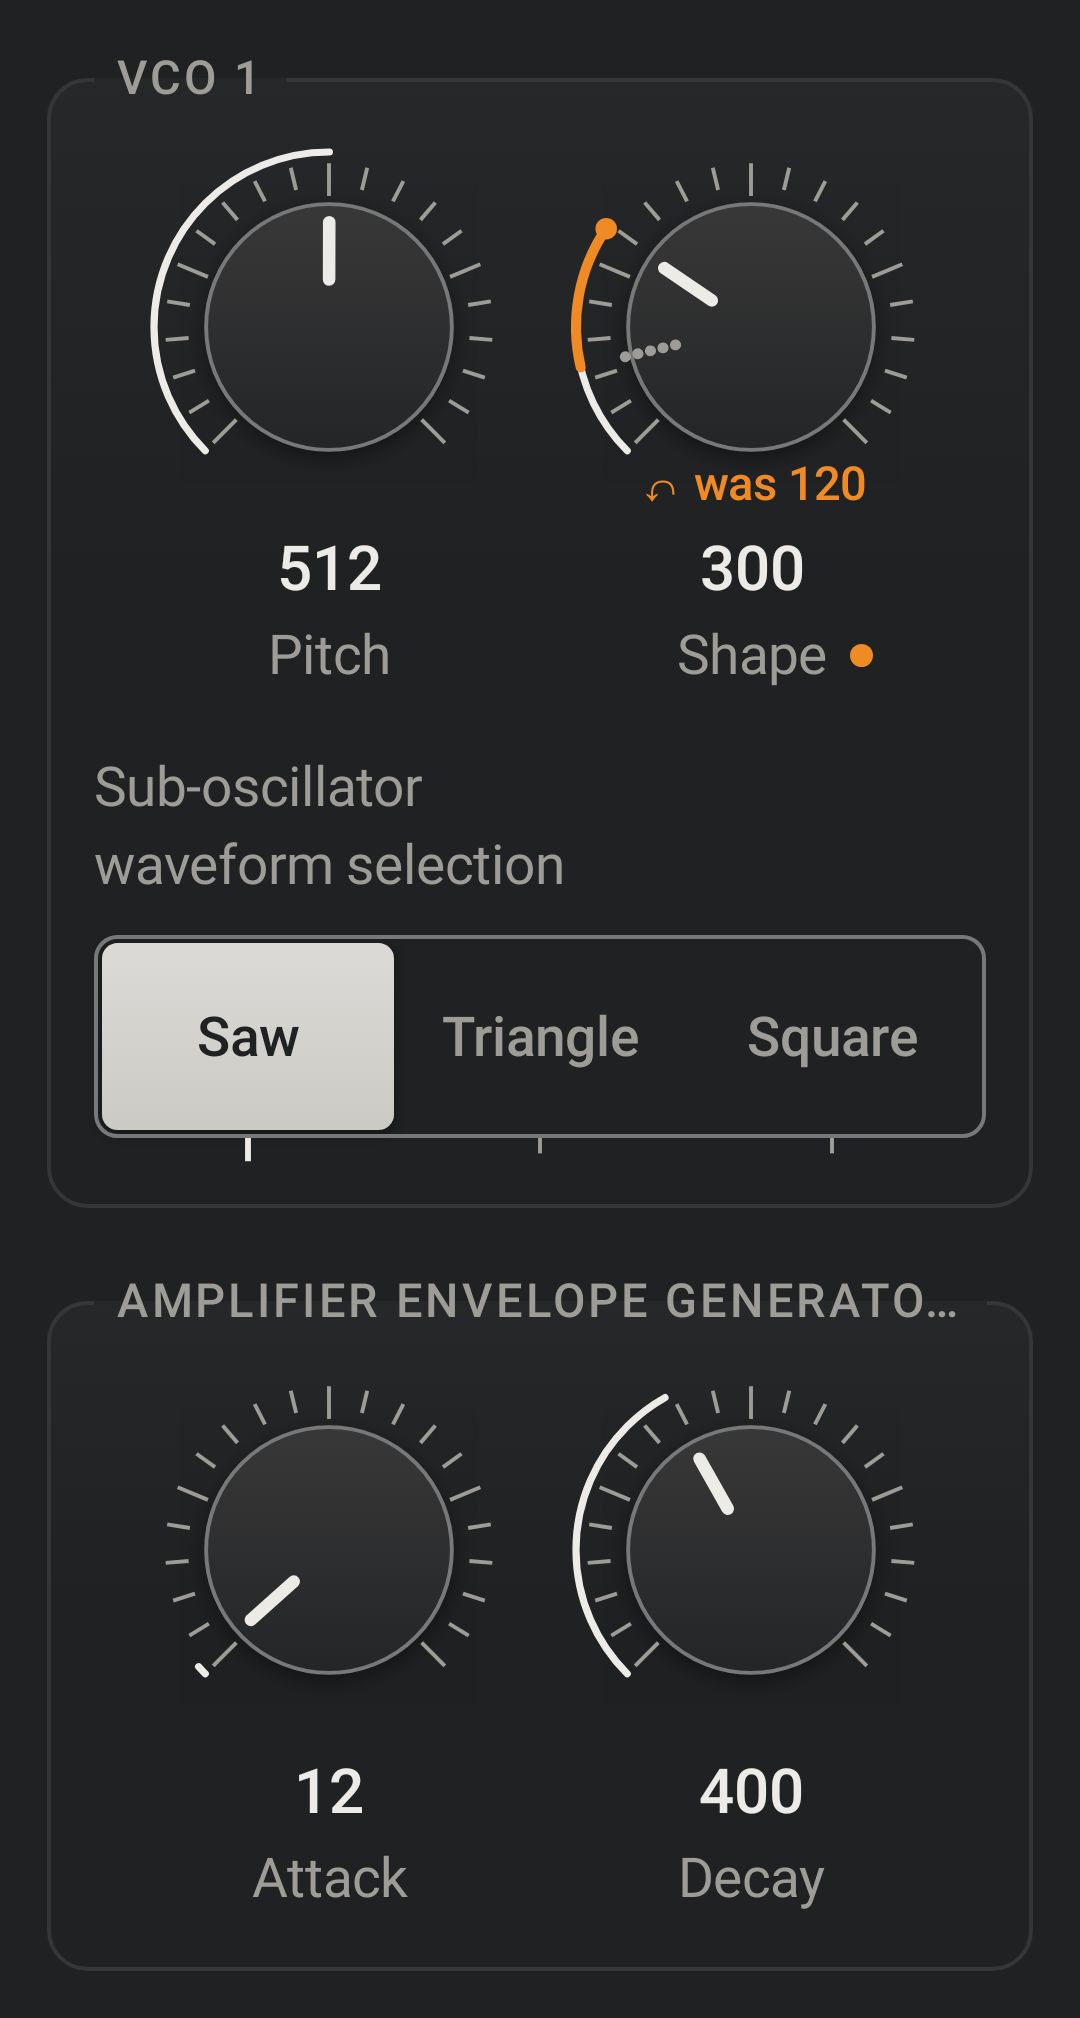 VCO 1
was 120
512
300
Pitch
Shape
Sub-oscillator
waveform selection
Saw
Triangle
Square
AMPLIFIER ENVELOPE GENERATO...
12
400
Attack
Decay